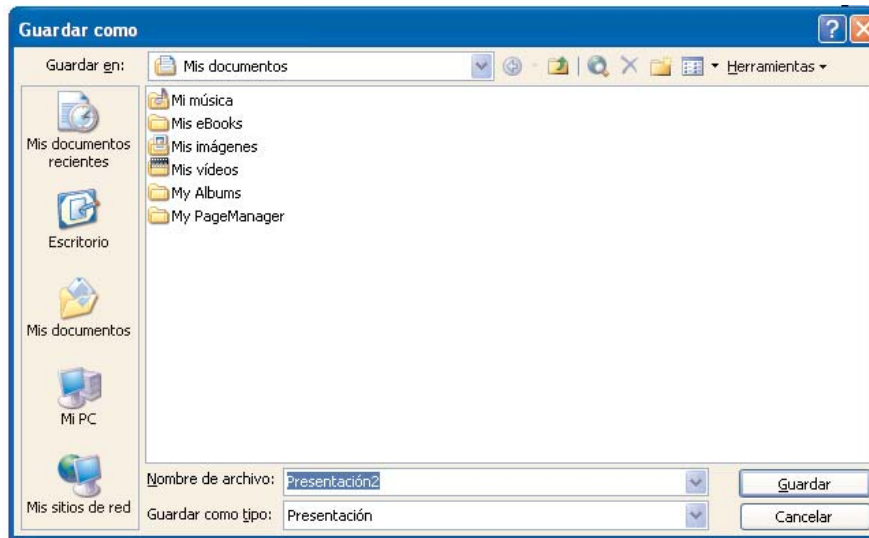 Guardar como
Guardar en:
Mis documentos
Herramientas
Mis documentos
recientes
Escritorio
Mis documentos
Mi PC
Mis sitios de red
Mi música
Mis eBooks
Mis imágenes
Mis vídeos
My Albums
My PageManager
Nombre de archivo:
Presentación2
Guardar
Guardar como tipo:
Presentación
Cancelar